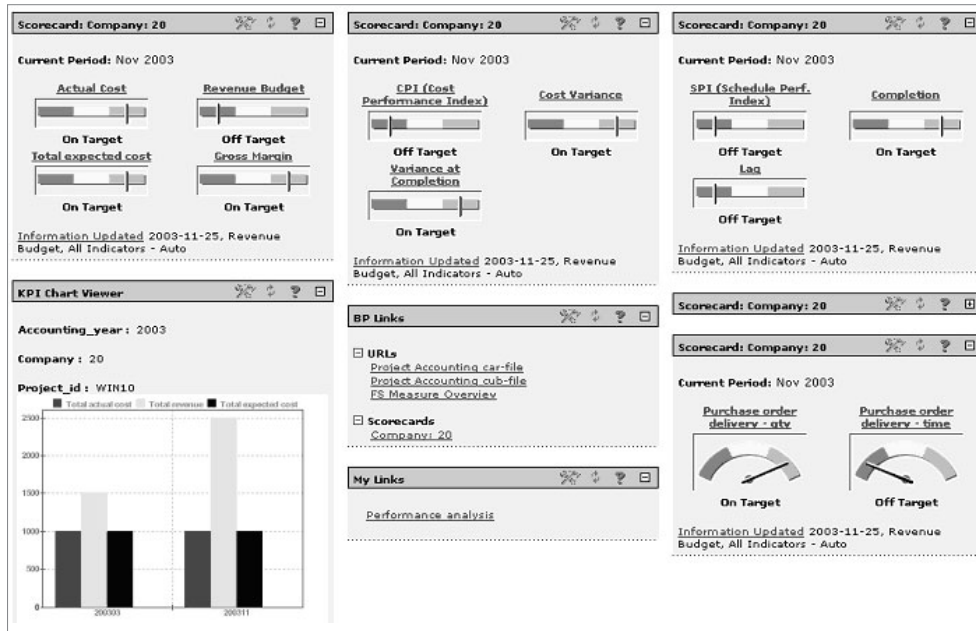 Scorecard: Company: 20
Current Period: Nov 2003
Actual Cost
Revenue Budget
On Target
Off Target
Total expected cost
Gross Margin
On Target
On Target
Information Updated 2003-11-25, Revenue
Budget, All Indicators - Auto
KPI Chart Viewer
Accounting_year : 2003
Company : 20
Project_id : WIN10
Total actual cost
Total revenue
Total expected cost
2500
2000
1500
1000
500
0
200303
200311
Scorecard: Company: 20
Current Period: Nov 2003
CPI (Cost
Performance Index)
Cost Variance
Off Target
On Target
Variance at
Completion
On Target
Information Updated 2003-11-25, Revenue
Budget, All Indicators - Auto
BP Links
URLs
Project Accounting car-file
Project Accounting cub-file
FS Measure Overview
Scorecards
Company: 20
My Links
Performance analysis
Scorecard: Company: 20
Current Period: Nov 2003
SPI (Schedule Perf.
Index)
Completion
Off Target
On Target
Lag
Off Target
Information Updated 2003-11-25, Revenue
Budget, All Indicators - Auto
Scorecard: Company: 20
Scorecard: Company: 20
Current Period: Nov 2003
Purchase order
delivery - qty
Purchase order
delivery - time
On Target
Off Target
Information Updated 2003-11-25, Revenue
Budget, All Indicators - Auto